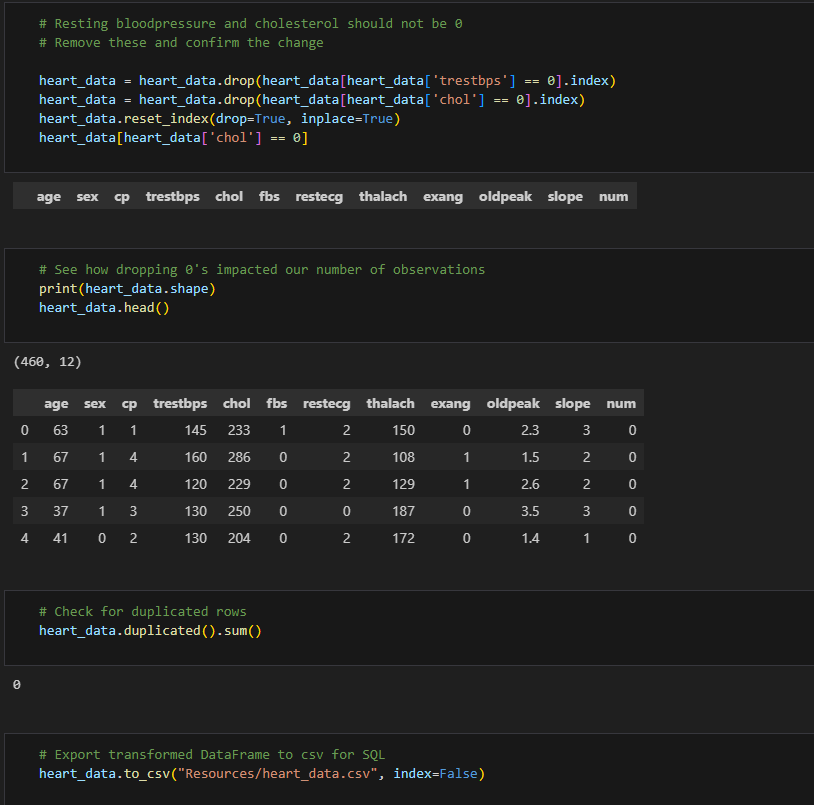 # Resting bloodpressure and cholesterol should not be 0
# Remove these and confirm the change
heart_data = heart_data.drop(heart_data[heart_data['trestbps'] == 0].index)
heart_data = heart_data.drop(heart_data[heart_data['chol'] == 0].index)
heart_data.reset_index(drop=True, inplace=True)
heart_data[heart_data['chol'] == 0]
age sex cp trestbps chol fbs restecg thalach exang oldpeak slope num
# See how dropping 0's impacted our number of observations
print(heart_data.shape)
heart_data.head()
(460, 12)
age sex cp trestbps chol fbs restecg thalach exang oldpeak slope num
0 63 1 1 145 233 1 2 150 0 2.3 3 0
1 67 1 4 160 286 0 2 108 1 1.5 2 0
2 67 1 4 120 229 0 2 129 1 2.6 2 0
3 37 1 3 130 250 0 0 187 0 3.5 3 0
4 41 0 2 130 204 0 2 172 0 1.4 1 0
# Check for duplicated rows
heart_data.duplicated().sum()
0
# Export transformed DataFrame to csv for SQL
heart_data.to_csv("Resources/heart_data.csv", index=False)